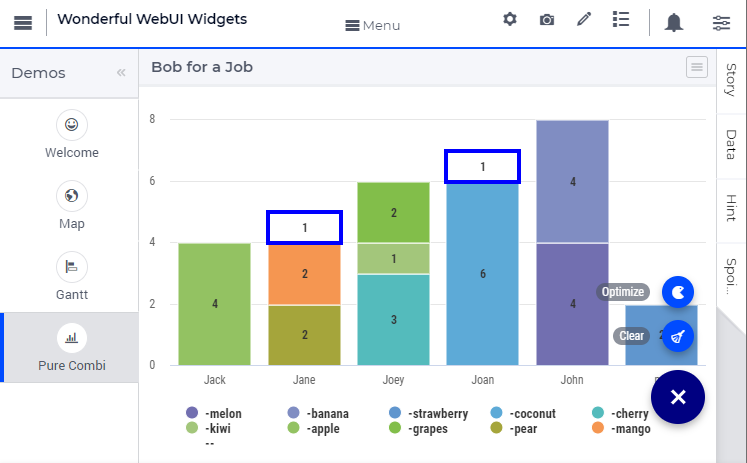 Wonderful WebUI Widgets
Menu
Demos
«
Bob for a Job
Welcome
Map
Gantt
Pure Combi
8
6
4
2
0
4
1
2
2
2
1
3
1
6
4
4
2
Jack
Jane
Joey
Joan
John
-melon
-banana
-strawberry
-coconut
-cherry
-kiwi
-apple
-grapes
-pear
-mango
--
Optimize
Clear
Story
Data
Hint
Spoi...